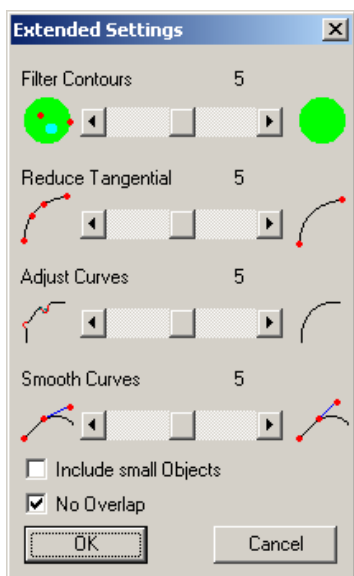 Extended Settings
Filter Contours 5
Reduce Tangential 5
Adjust Curves 5
Smooth Curves 5
Include small Objects
No Overlap
OK Cancel